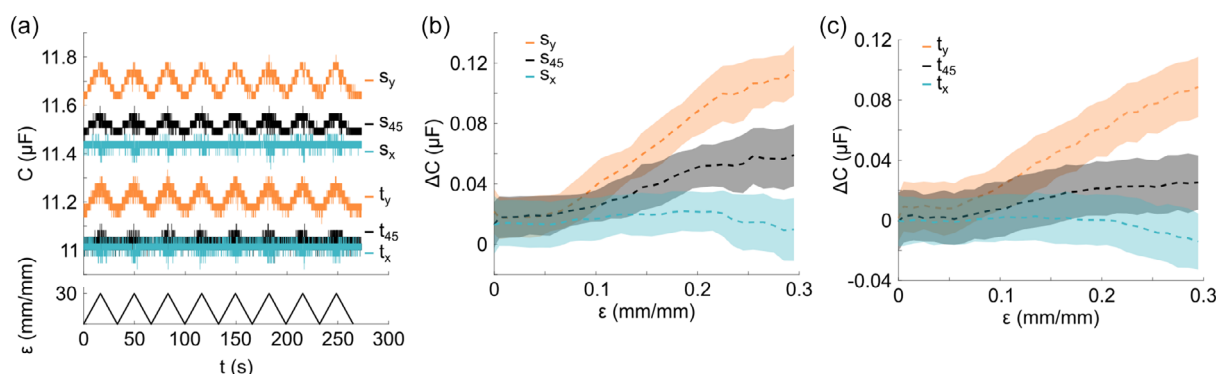 (a)
11.8
11.6
11.4
11.2
11
C (µF)
s_y
s_45
s_x
t_y
t_45
t_x
30
ε (mm/mm)
0 50 100 150 200 250 300
t (s)
(b)
s_y
s_45
s_x
0.12
0.08
0.04
0
ΔC (µF)
0 0.1 0.2 0.3
ε (mm/mm)
(c)
t_y
t_45
t_x
0.12
0.08
0.04
0
-0.04
ΔC (µF)
0 0.1 0.2 0.3
ε (mm/mm)